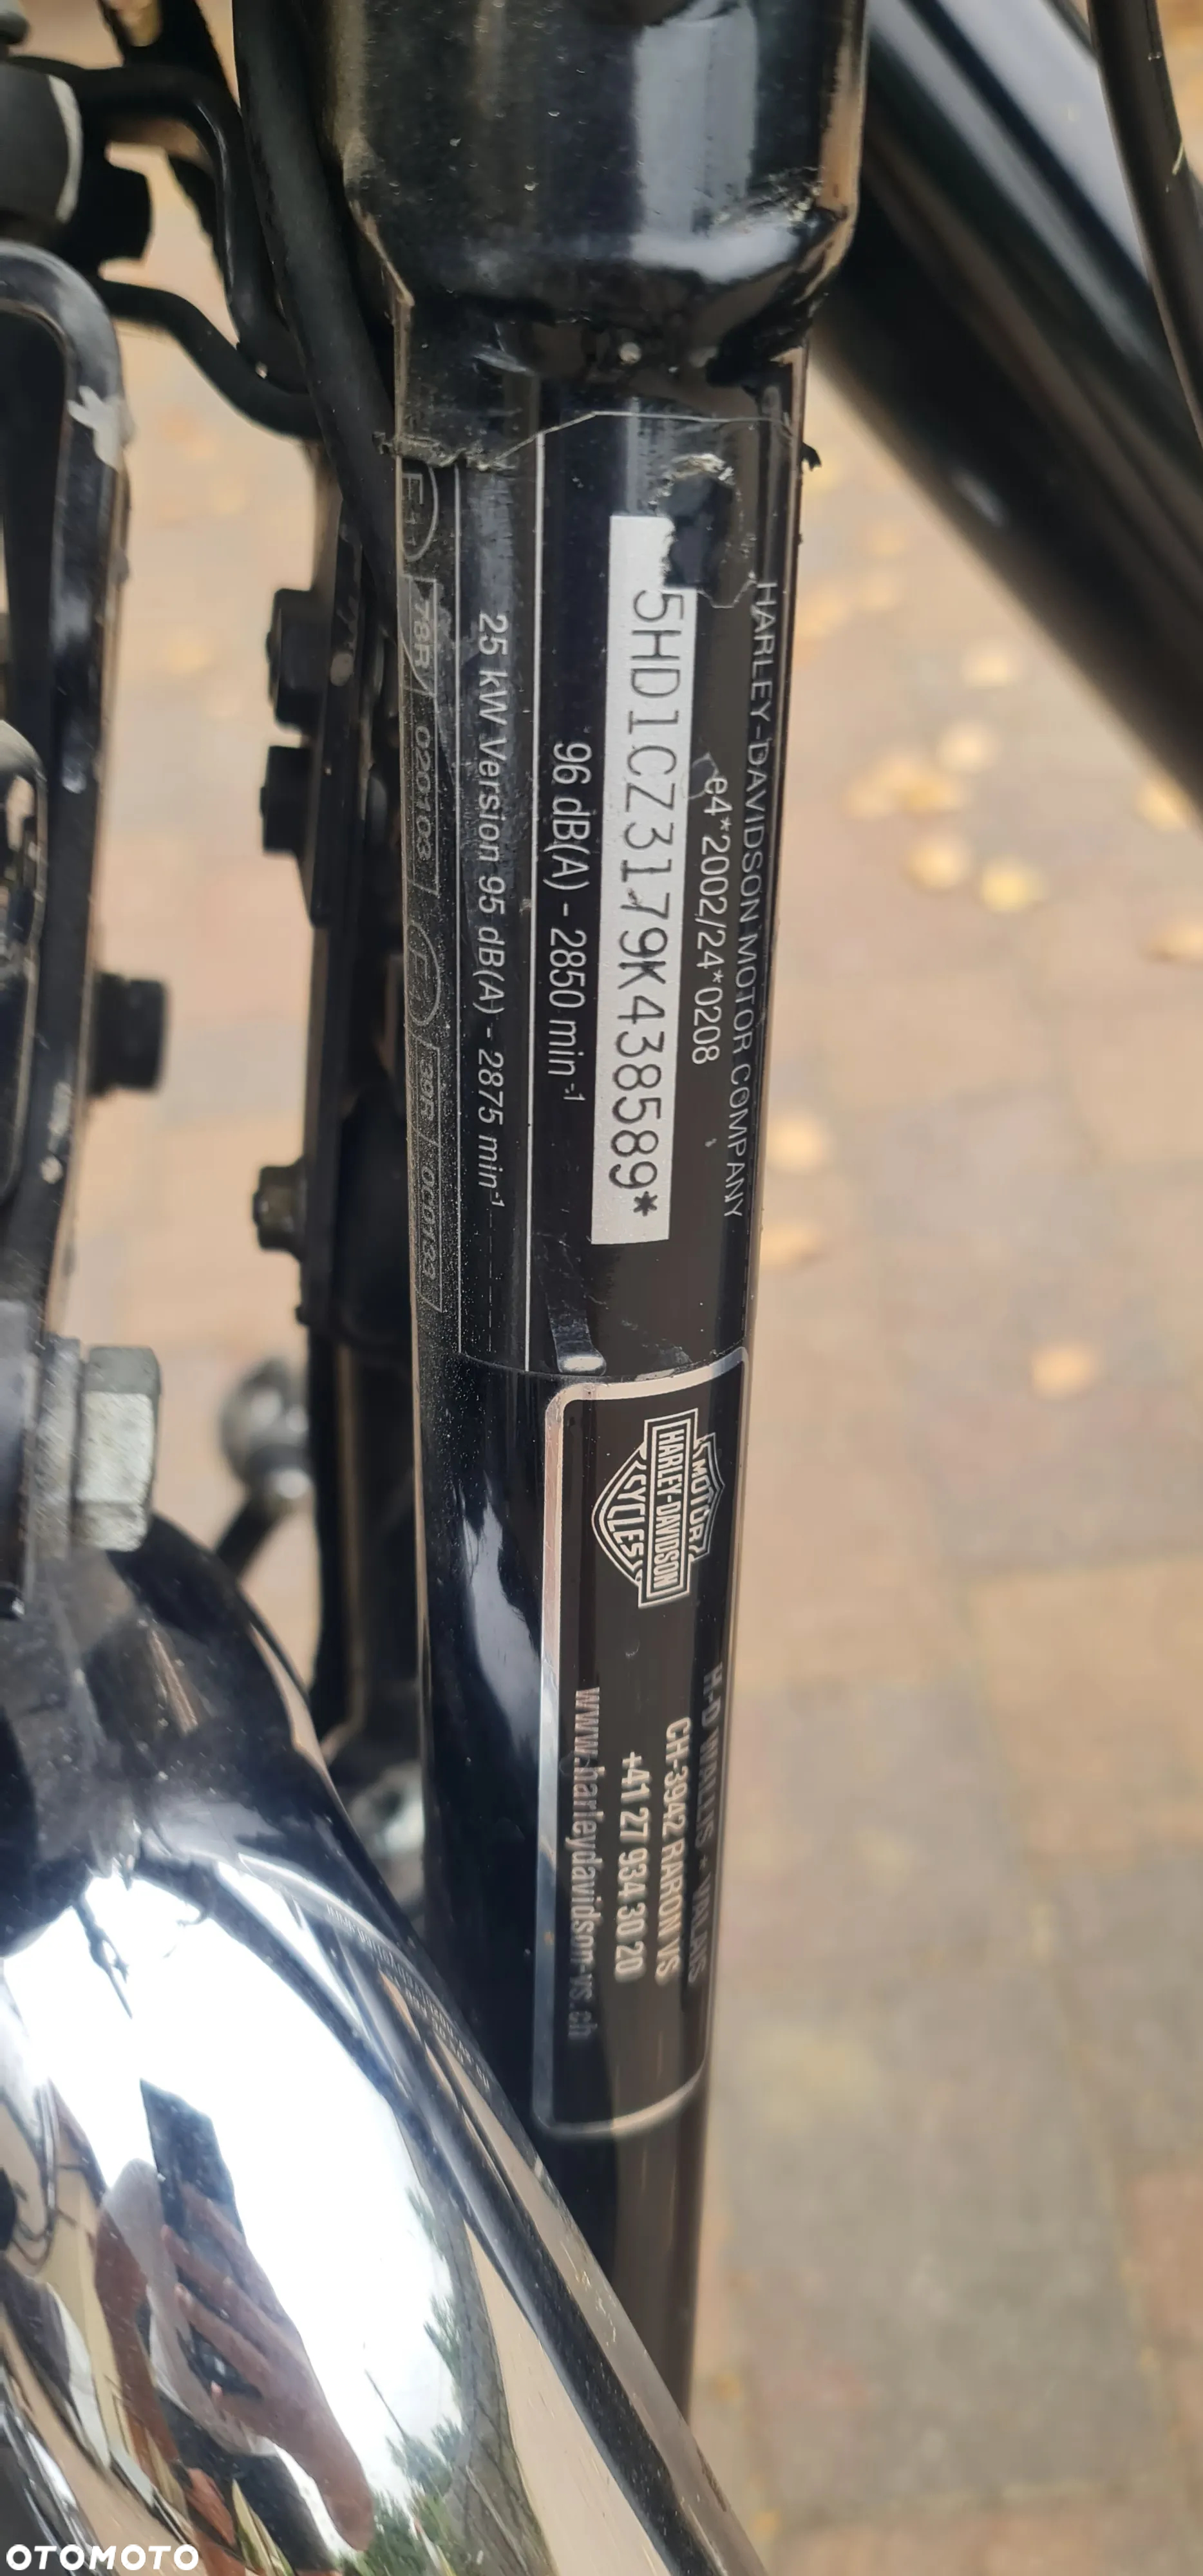 HARLEY-DAVIDSON MOTOR COMPANY
e4*2002/24*0208
5HD1CZ3179K438589*
96 dB(A) - 2850 min-1
25 kW Version 95 dB(A) - 2875 min-1
78R 020103
MOTOR
HARLEY-DAVIDSON
CYCLES
H-D WALLIS - VALAIS
CH-3942 RARON VS
+41 27 934 30 20
www.harleydavidson-vs.ch
OTOMOTO